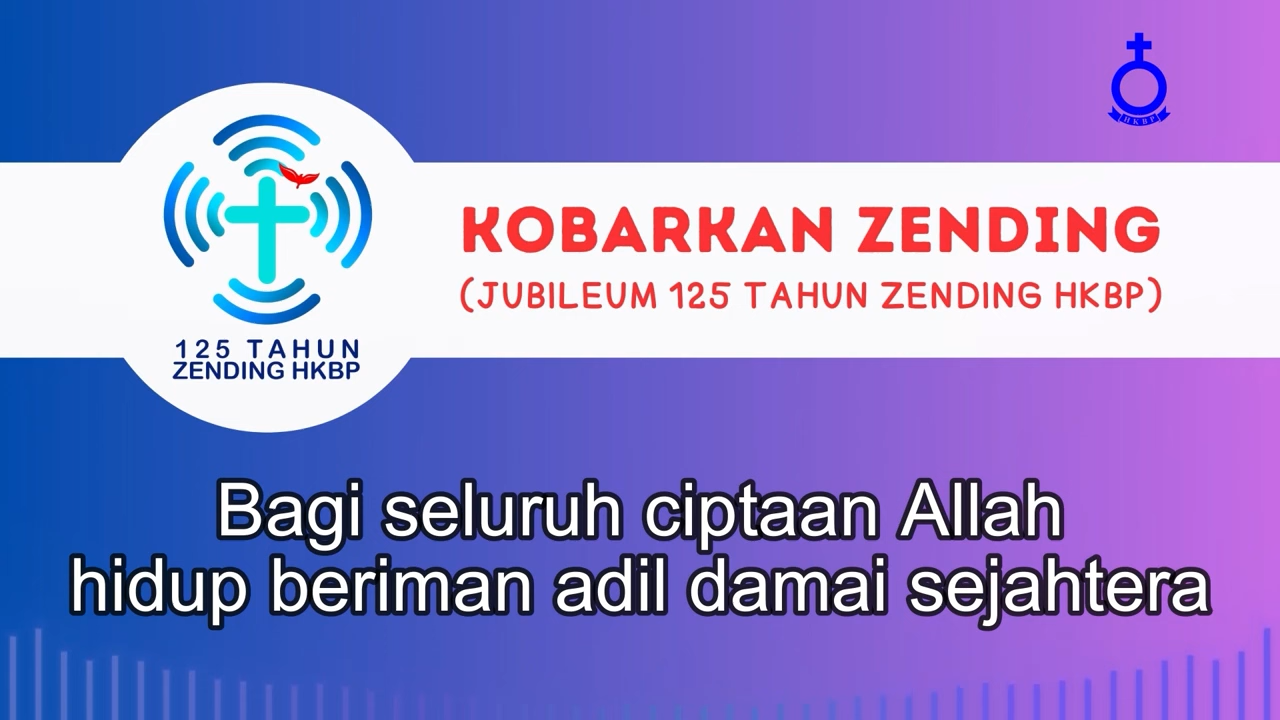 HKBP
KOBARKAN ZENDING
(JUBILEUM 125 TAHUN ZENDING HKBP)
125 TAHUN
ZENDING HKBP
Bagi seluruh ciptaan Allah
hidup beriman adil damai sejahtera